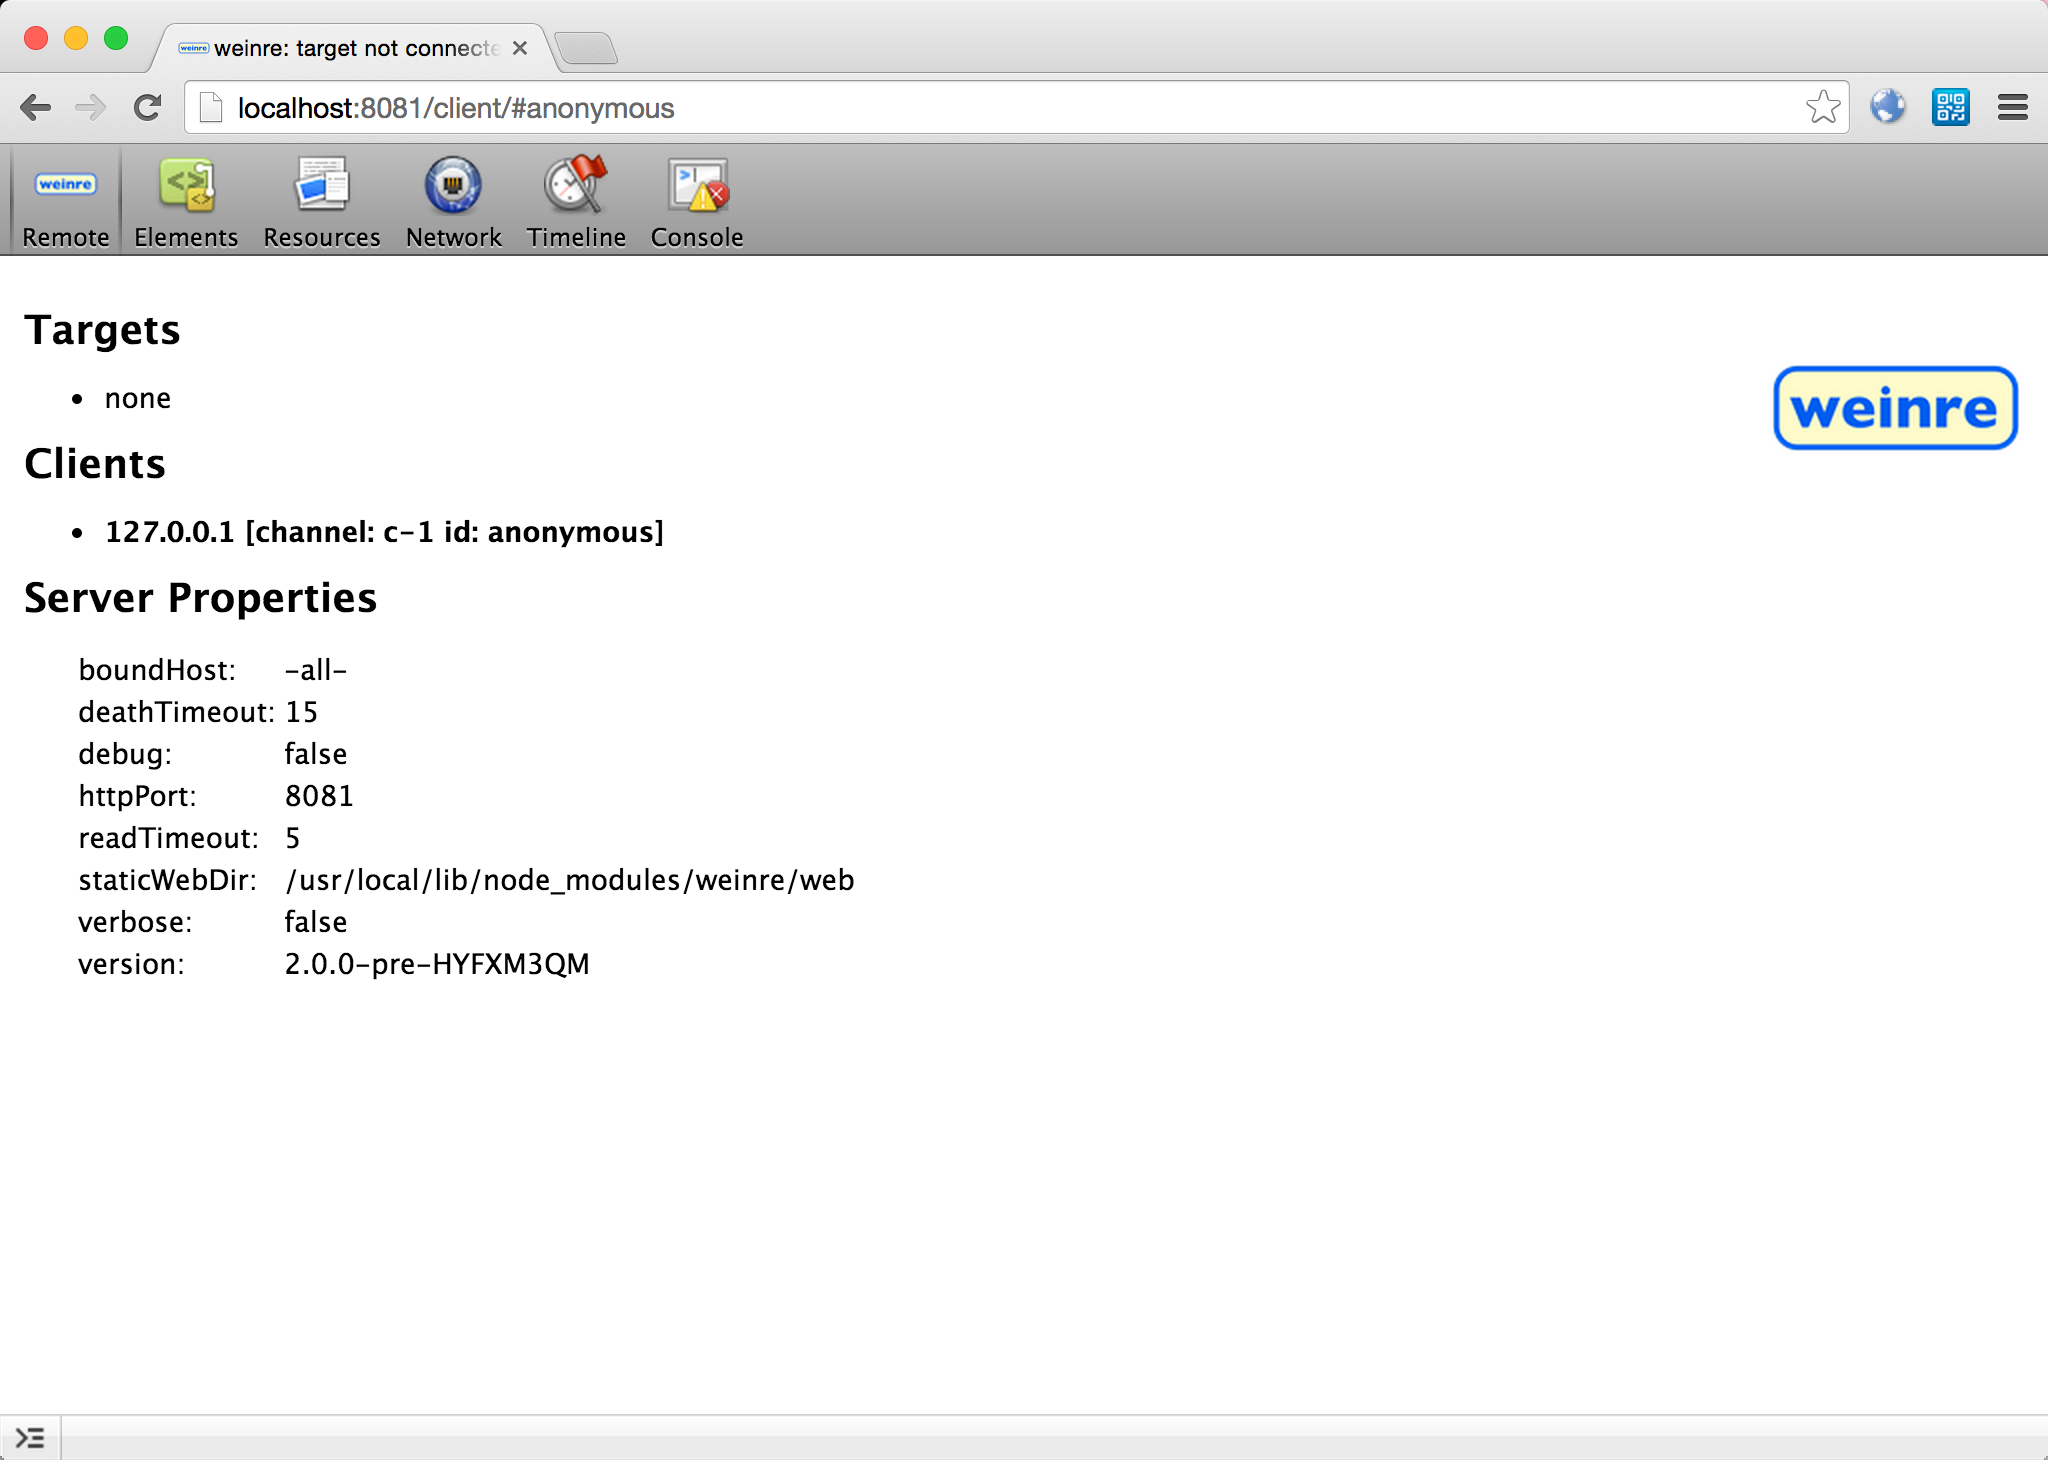 weinre weinre: target not connecte
localhost:8081/client/#anonymous
weinre
Remote Elements Resources Network Timeline Console
Targets
• none
weinre
Clients
• 127.0.0.1 [channel: c-1 id: anonymous]
Server Properties
boundHost: -all-
deathTimeout: 15
debug: false
httpPort: 8081
readTimeout: 5
staticWebDir: /usr/local/lib/node_modules/weinre/web
verbose: false
version: 2.0.0-pre-HYFXM3QM